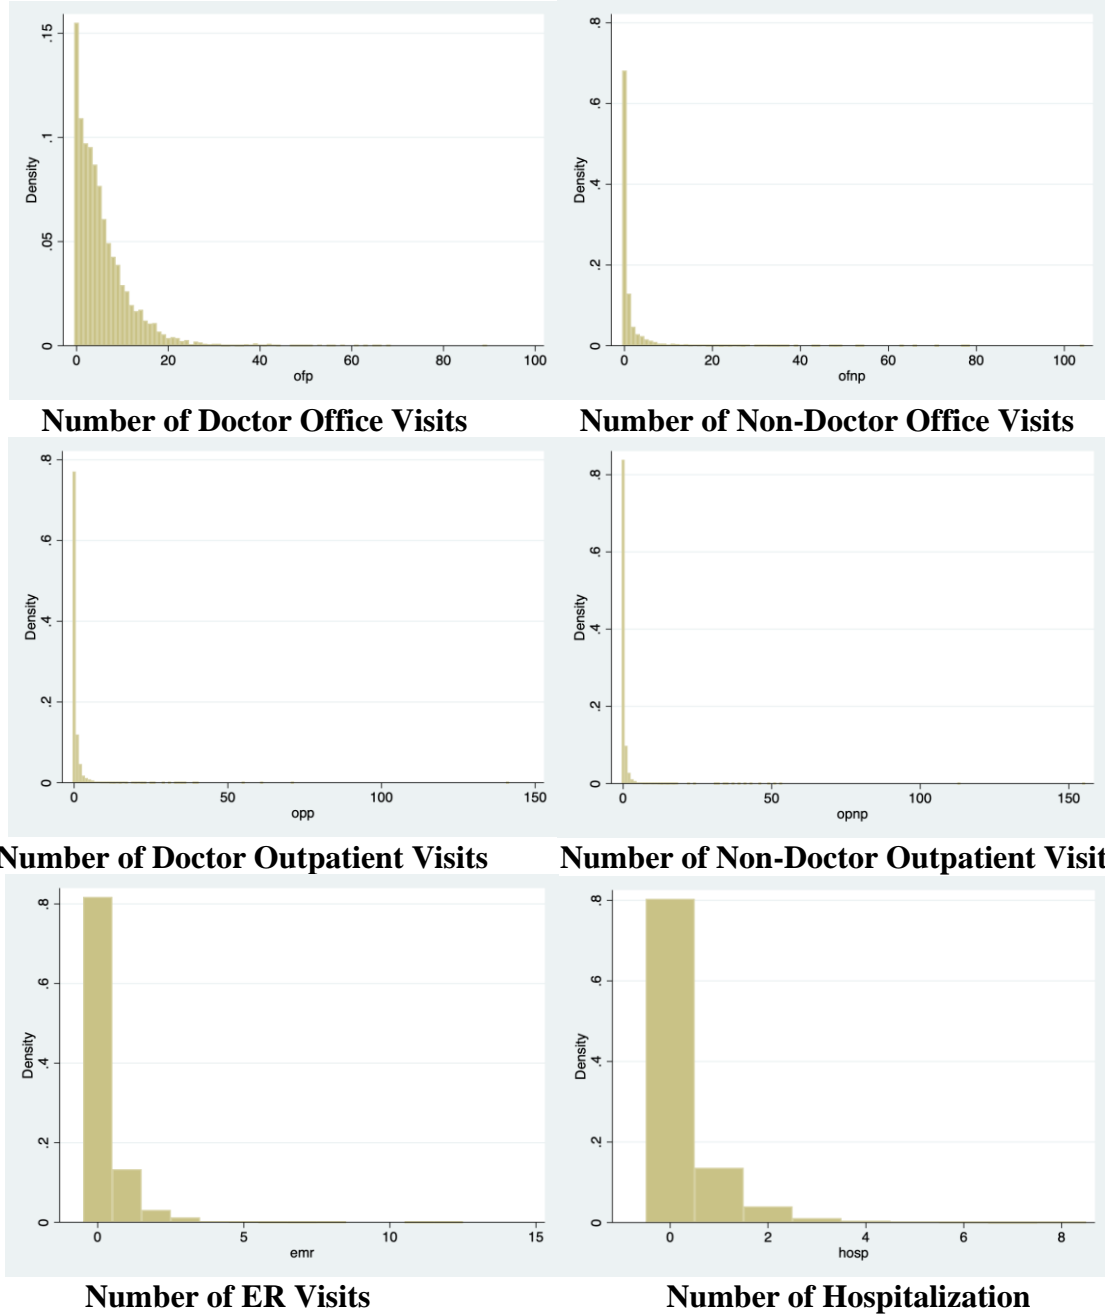 .15
.1
.05
0
Density
0 20 40 60 80 100
ofp
Number of Doctor Office Visits
.8
.6
.4
.2
0
Density
0 20 40 60 80 100
ofnp
Number of Non-Doctor Office Visits
.8
.6
.4
.2
0
Density
0 50 100 150
opp
Number of Doctor Outpatient Visits
.8
.6
.4
.2
0
Density
0 50 100 150
opnp
Number of Non-Doctor Outpatient Visit
.8
.6
.4
.2
0
Density
0 5 10 15
emr
Number of ER Visits
.8
.6
.4
.2
0
Density
0 2 4 6 8
hosp
Number of Hospitalization